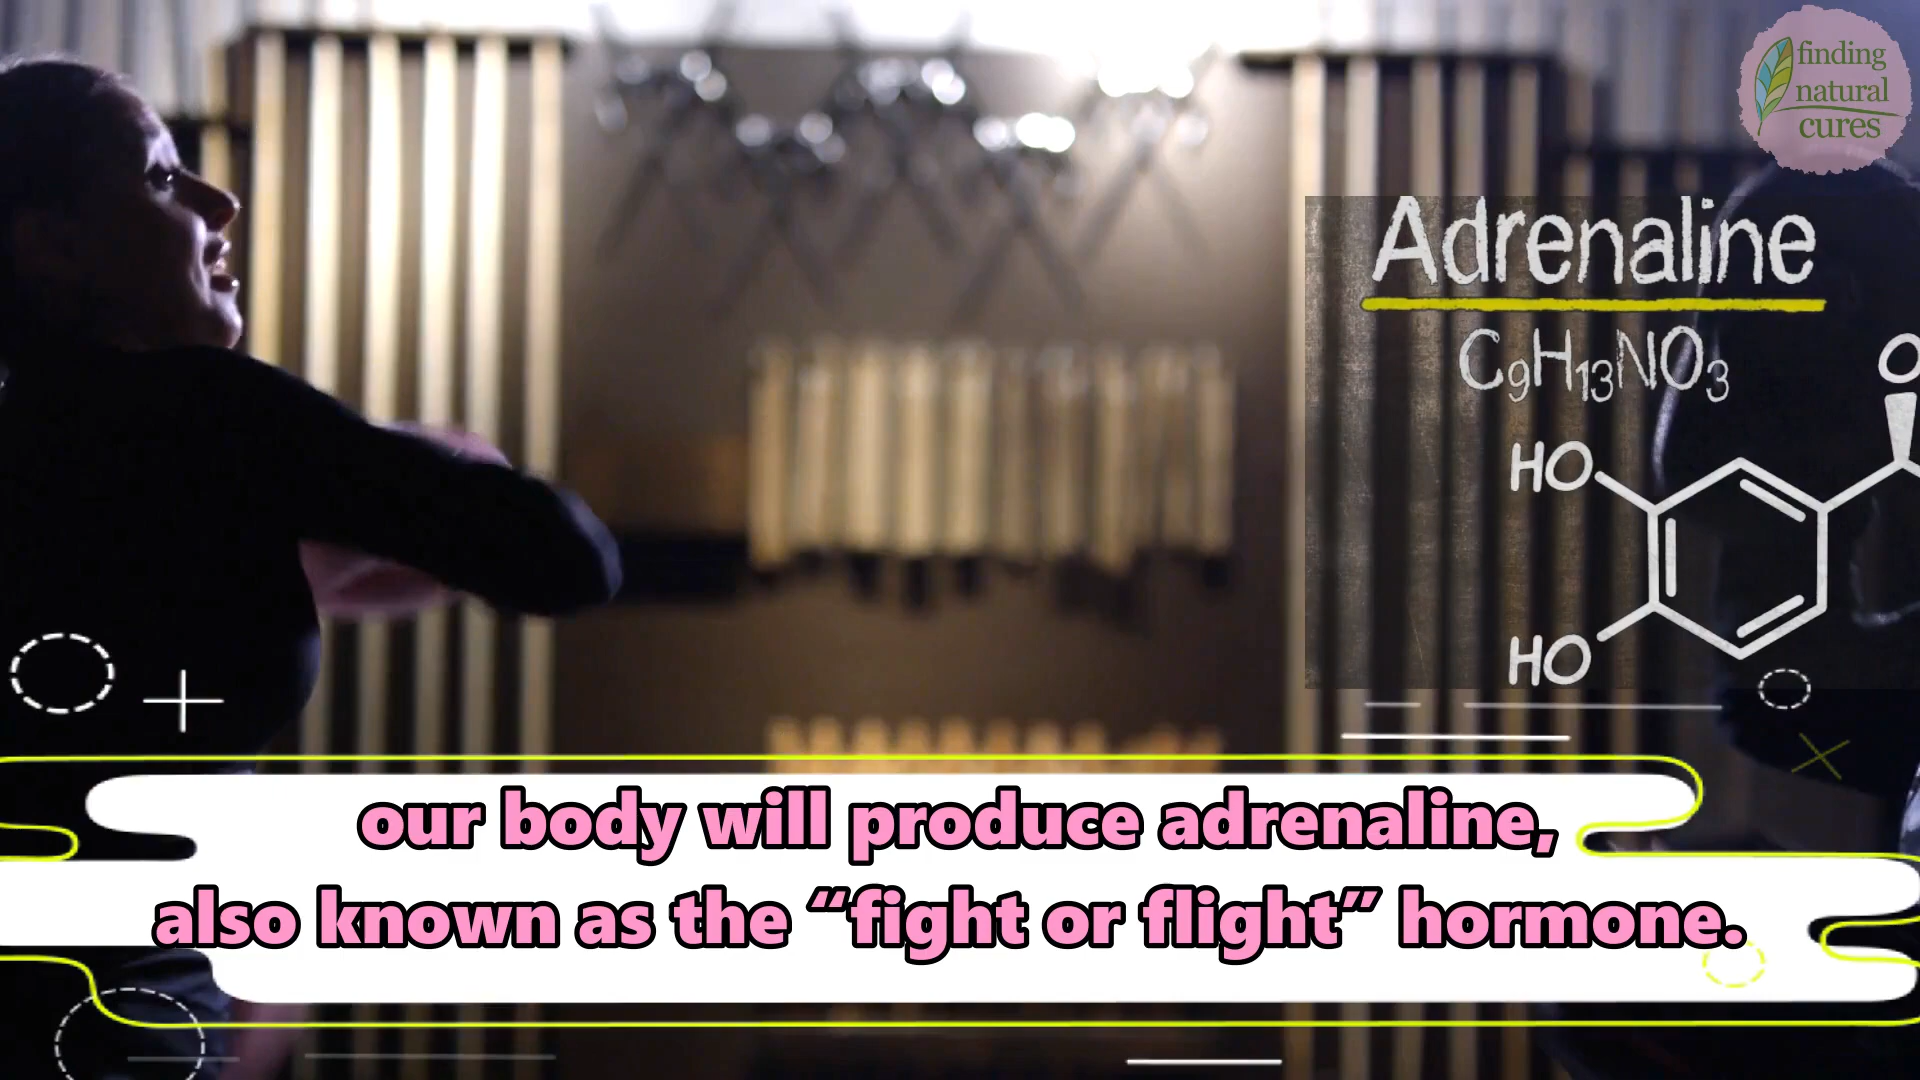 finding
natural
cures
Adrenaline
C9H13NO3
O
HO
HO
our body will produce adrenaline,
also known as the “fight or flight” hormone.